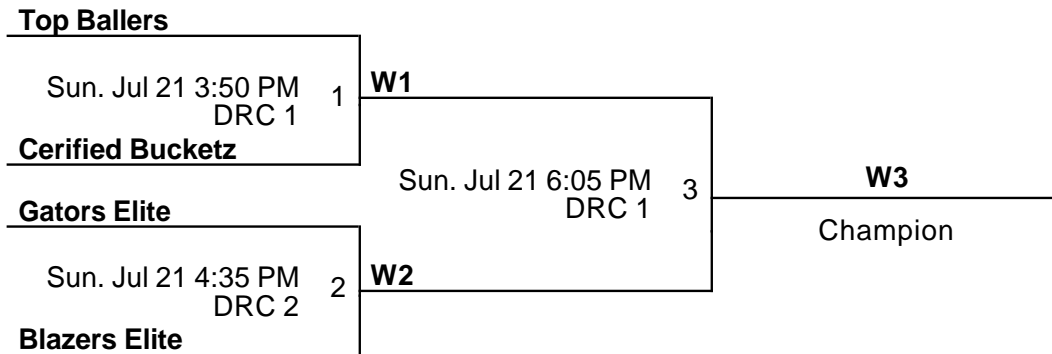 Top Ballers
Sun. Jul 21 3:50 PM
DRC 1
1
W1
Cerified Bucketz
Sun. Jul 21 6:05 PM
DRC 1
3
W3
Champion
Gators Elite
Sun. Jul 21 4:35 PM
DRC 2
2
W2
Blazers Elite